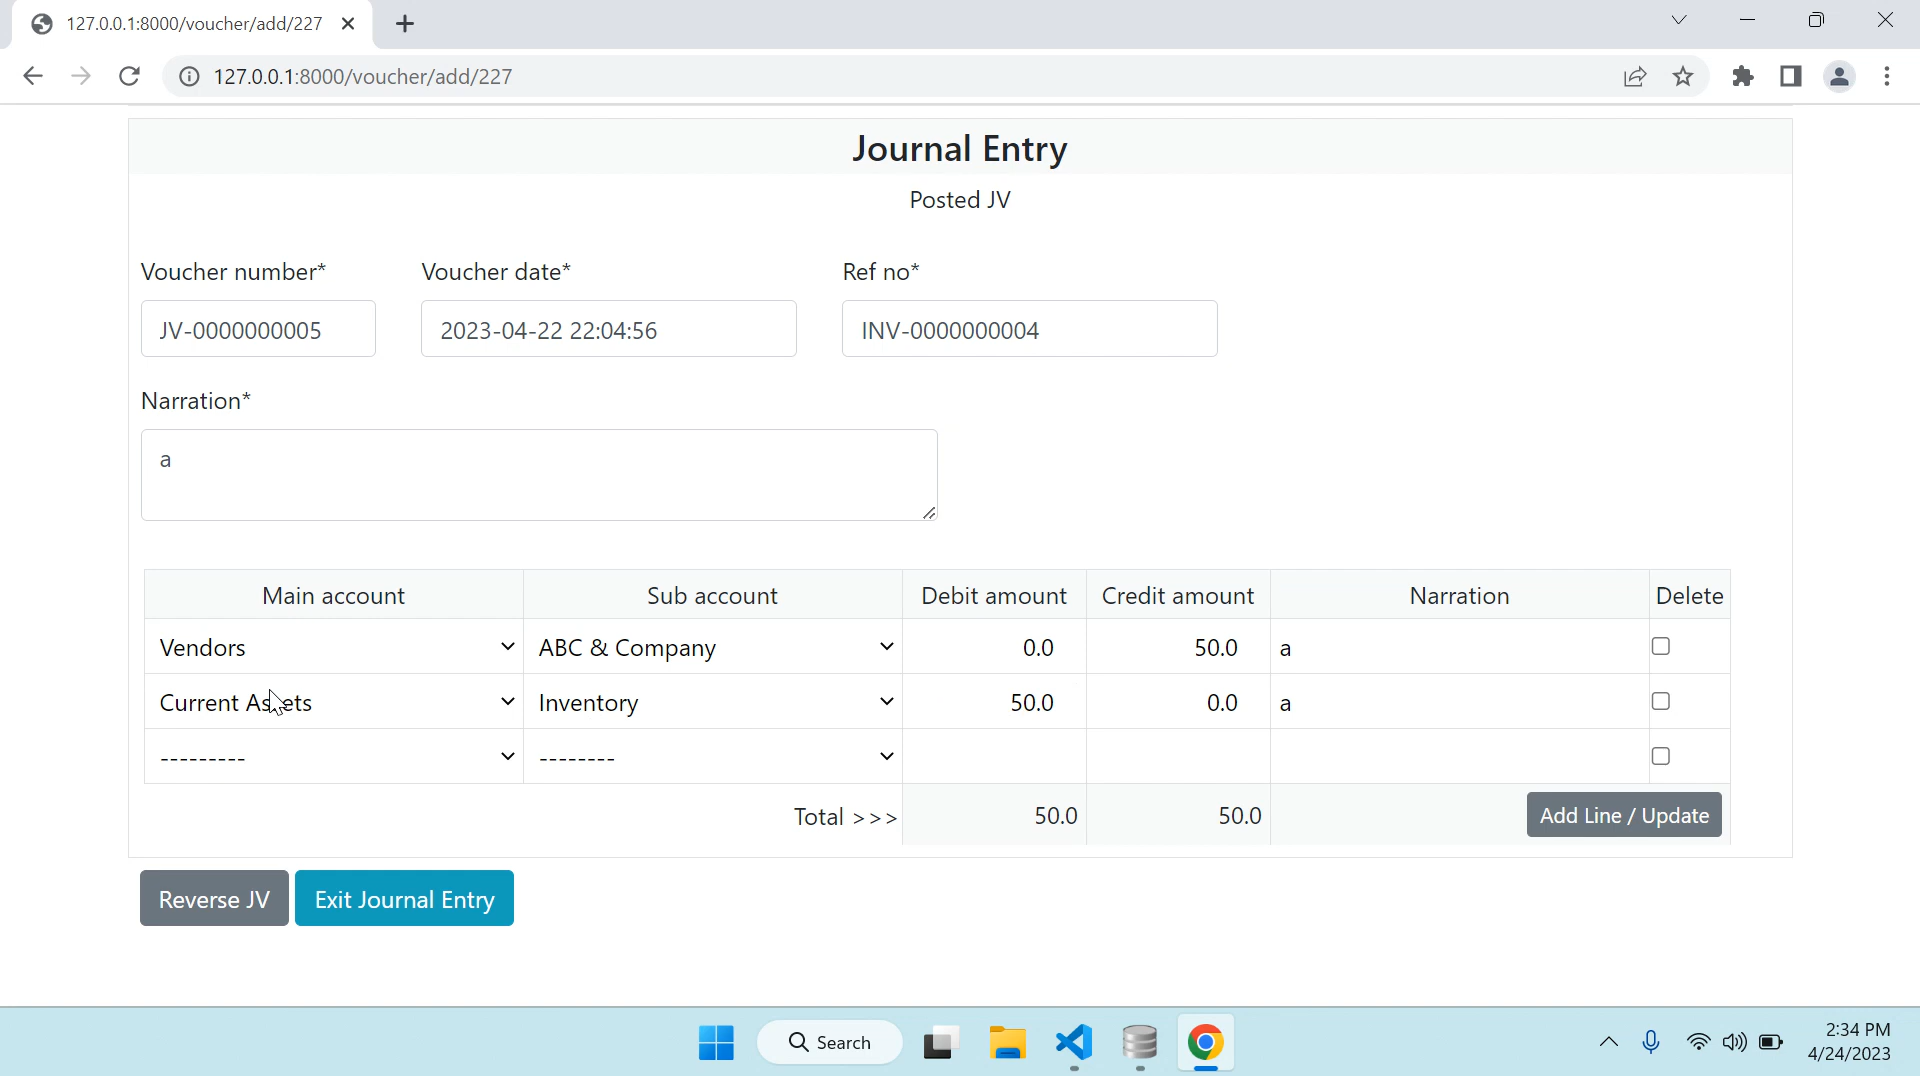 127.0.0.1:8000/voucher/add/227
127.0.0.1:8000/voucher/add/227
Journal Entry
Posted JV
Voucher number* Voucher date* Ref no*
JV-0000000005 2023-04-22 22:04:56 INV-0000000004
Narration*
a
Main account Sub account Debit amount Credit amount Narration Delete
Vendors ABC & Company 0.0 50.0 a
Current Assets Inventory 50.0 0.0 a
--------- --------
Total >>> 50.0 50.0 Add Line / Update
Reverse JV Exit Journal Entry
Search
2:34 PM
4/24/2023